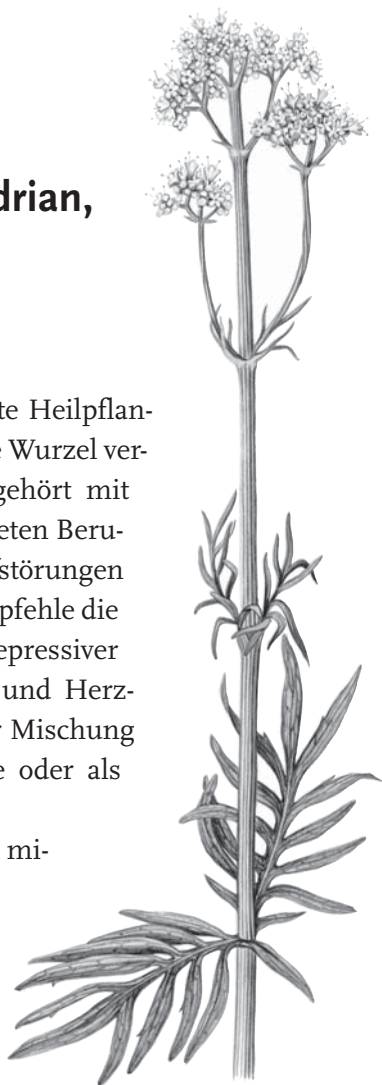 drian,
te Heilpflan-
e Wurzel ver-
gehört mit
eten Beru-
störungen
pfehle die
epressiver
und Herz-
r Mischung
e oder als
mi-